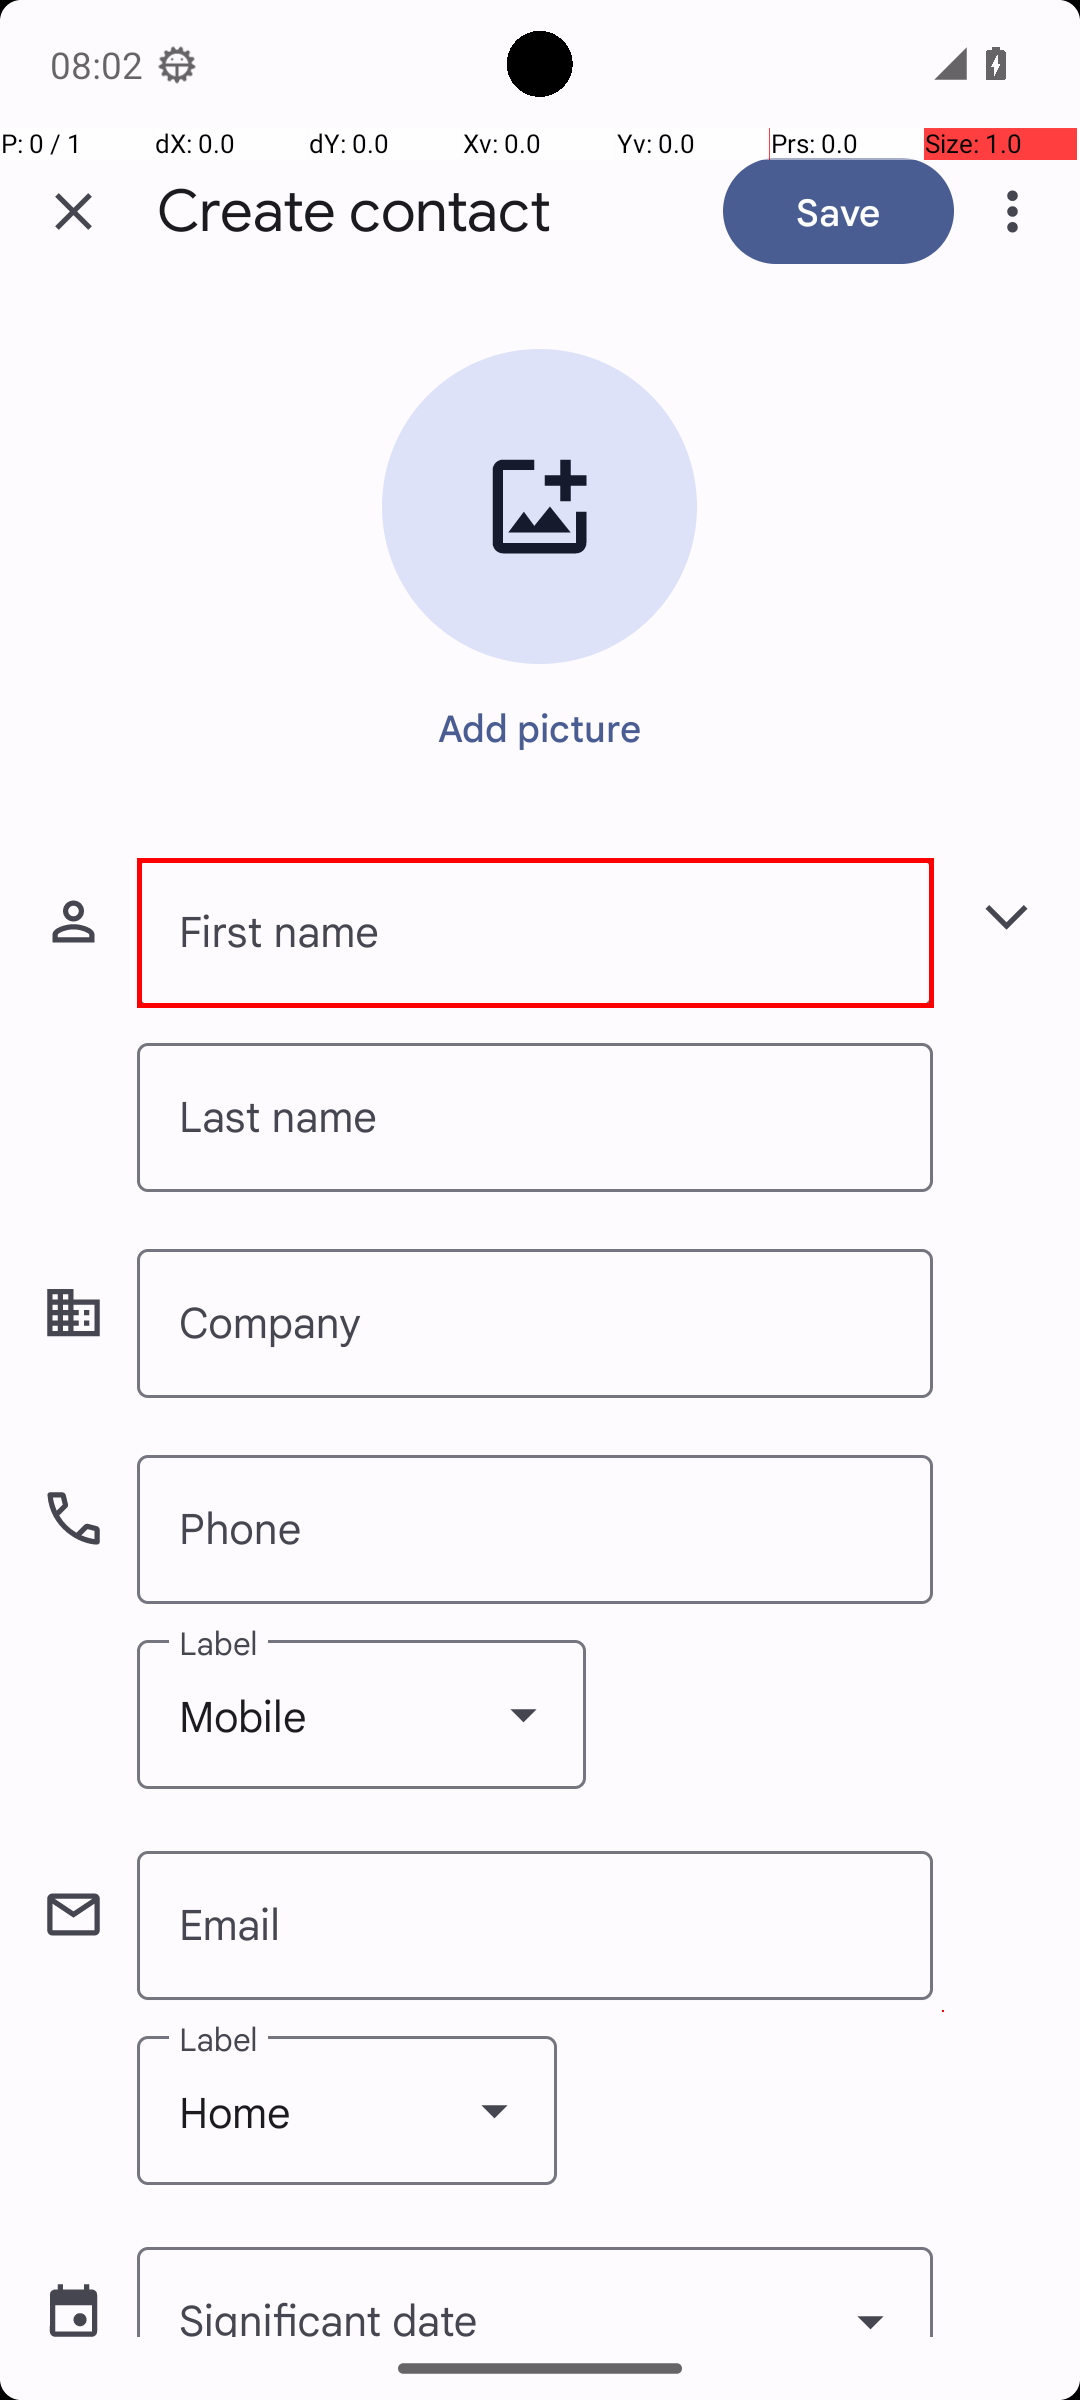 08:02
P: 0 / 1 dX: 0.0 dY: 0.0 Xv: 0.0 Yv: 0.0 Prs: 0.0 Size: 1.0
Create contact Save
Add picture
First name
Last name
Company
Phone
Label
Mobile
Email
Label
Home
Significant date